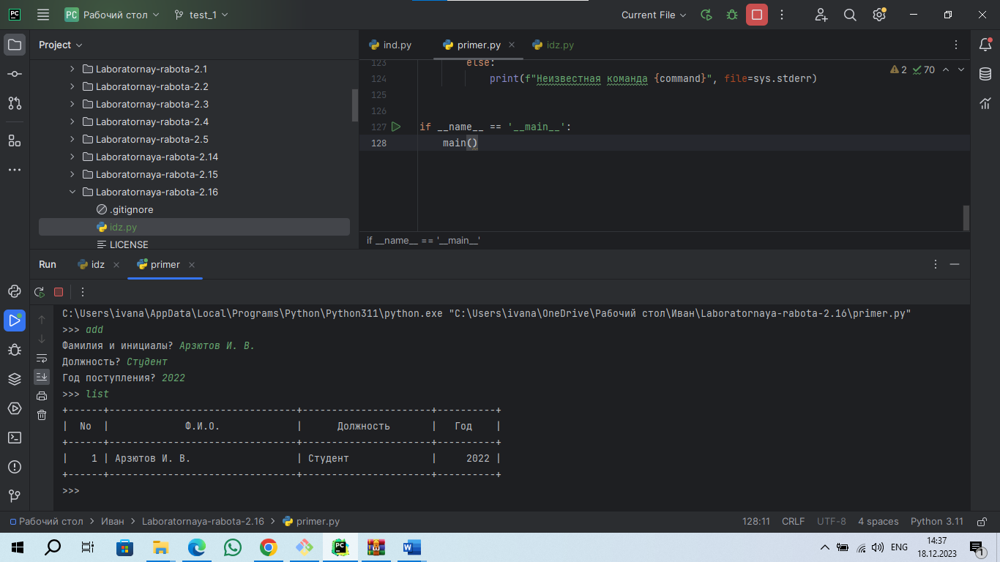 PC
PC Рабочий стол
test_1
Current File
Project
Laboratornay-rabota-2.1
Laboratornay-rabota-2.2
Laboratornay-rabota-2.3
Laboratornay-rabota-2.4
Laboratornay-rabota-2.5
Laboratornaya-rabota-2.14
Laboratornaya-rabota-2.15
Laboratornaya-rabota-2.16
.gitignore
idz.py
LICENSE
ind.py
primer.py
idz.py
2 70
123 else:
124 print(f"Неизвестная команда {command}", file=sys.stderr)
125
126
127 if __name__ == '__main__':
128 main()
if __name__ == '__main__'
Run
idz
primer
C:\Users\ivana\AppData\Local\Programs\Python\Python311\python.exe "C:\Users\ivana\OneDrive\Рабочий стол\Иван\Laboratornaya-rabota-2.16\primer.py"
>>> add
Фамилия и инициалы? Арзютов И. В.
Должность? Студент
Год поступления? 2022
>>> list
+------+--------------------------------+----------------------+----------+
| No | Ф.И.О. | Должность | Год |
+------+--------------------------------+----------------------+----------+
| 1 | Арзютов И. В. | Студент | 2022 |
+------+--------------------------------+----------------------+----------+
>>>
Рабочий стол > Иван > Laboratornaya-rabota-2.16 > primer.py
128:11 CRLF UTF-8 4 spaces Python 3.11
PC
W
ENG
14:37
18.12.2023
1